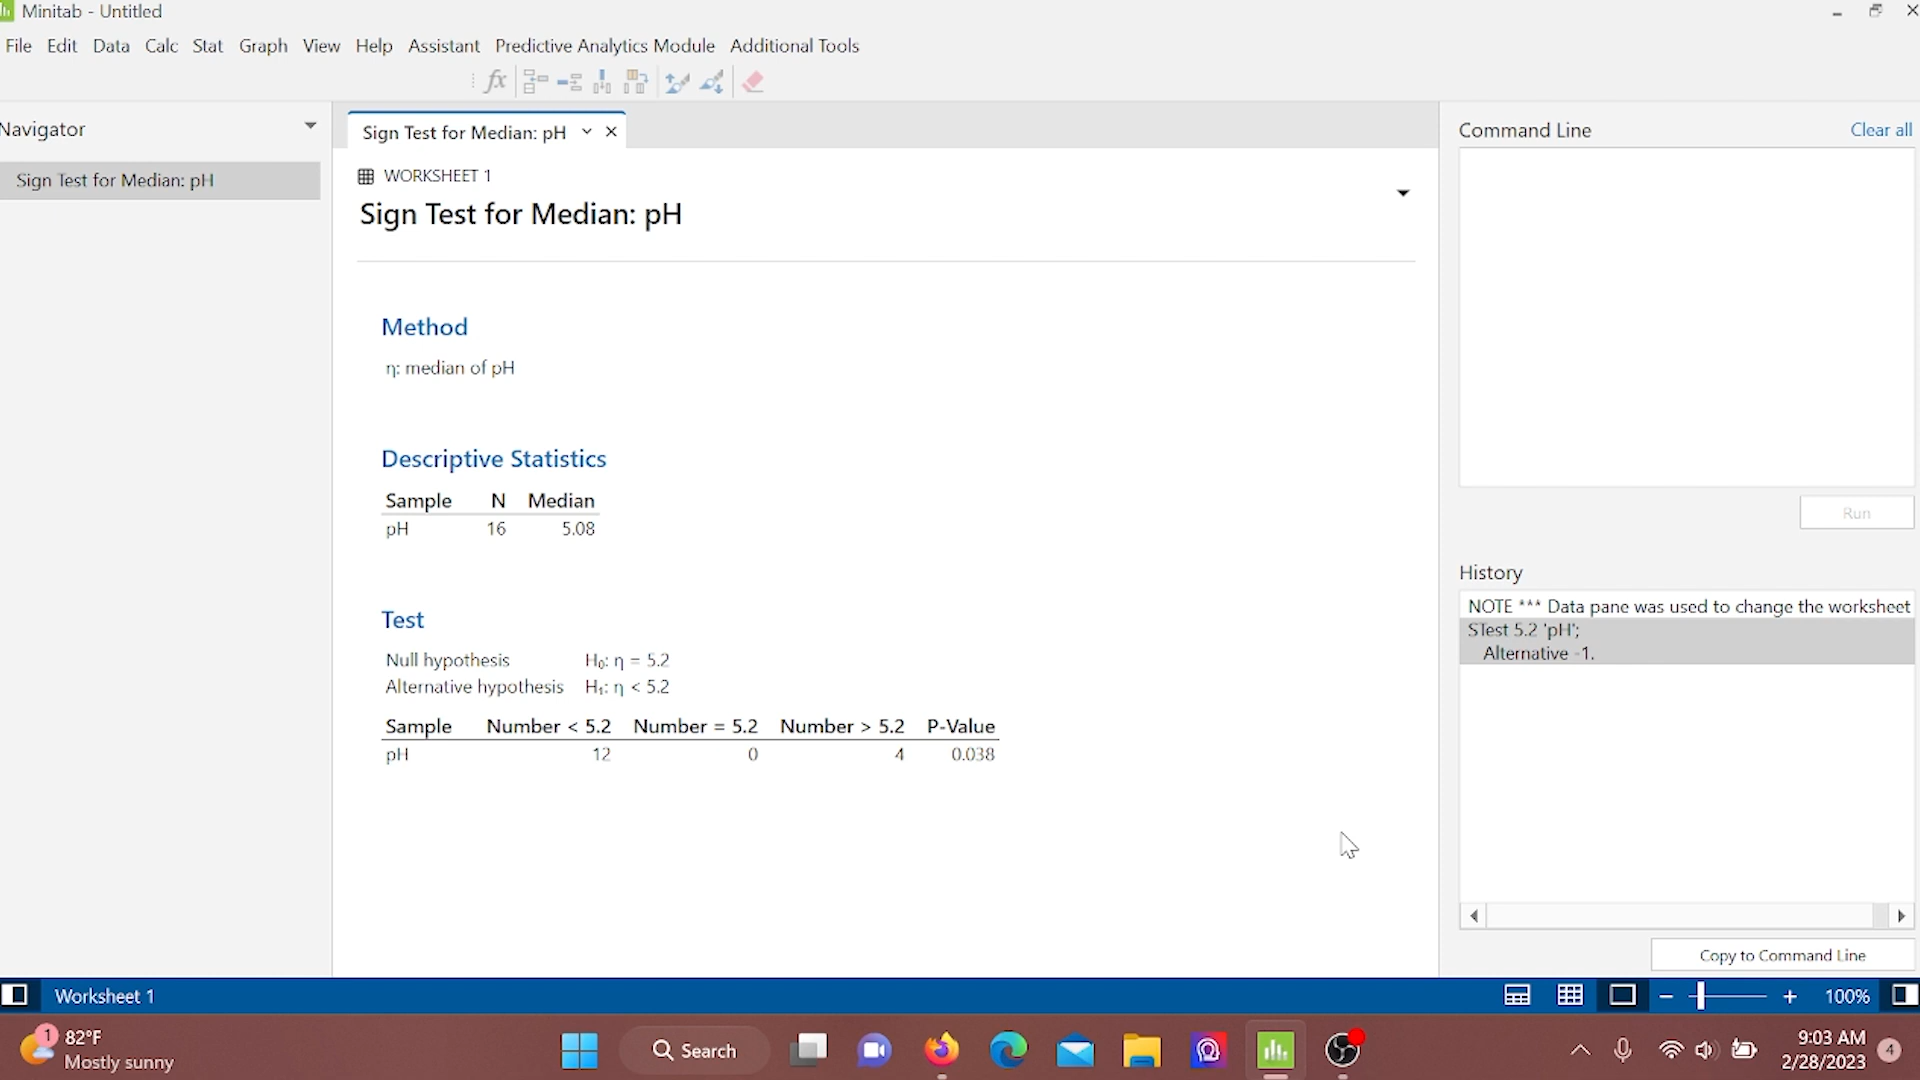 Minitab - Untitled
File Edit Data Calc Stat Graph View Help Assistant Predictive Analytics Module Additional Tools
fx
Navigator
Sign Test for Median: pH
Sign Test for Median: pH
WORKSHEET 1
Sign Test for Median: pH
Method
η: median of pH
Descriptive Statistics
Sample N Median
pH 16 5.08
Test
Null hypothesis H₀: η = 5.2
Alternative hypothesis H₁: η < 5.2
Sample Number < 5.2 Number = 5.2 Number > 5.2 P-Value
pH 12 0 4 0.038
Command Line Clear all
Run
History
NOTE *** Data pane was used to change the worksheet
STest 5.2 'pH';
Alternative -1.
Copy to Command Line
Worksheet 1
100%
1
82°F
Mostly sunny
Search
9:03 AM
2/28/2023
4